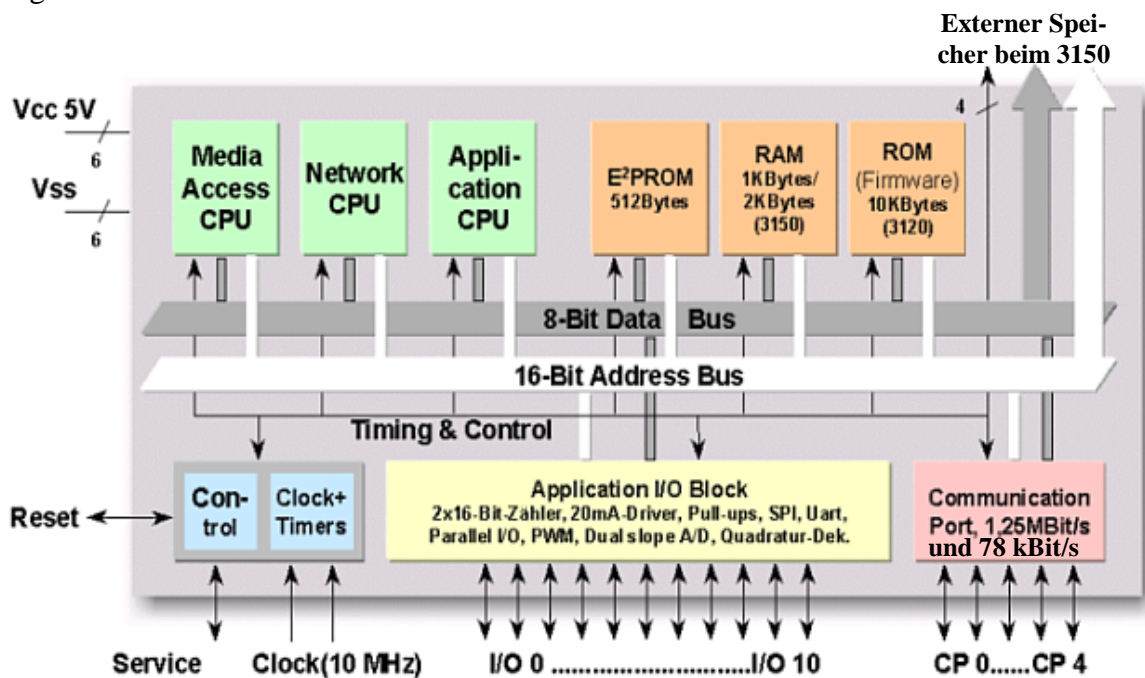 Externer Spei-
cher beim 3150
Vcc 5V
6
Vss
6
4
Media
Access
CPU
Network
CPU
Appli-
cation
CPU
E²PROM
512Bytes
RAM
1KBytes/
2KBytes
(3150)
ROM
(Firmware)
10KBytes
(3120)
8-Bit Data Bus
16-Bit Address Bus
Timing & Control
Reset
Con-
trol
Clock+
Timers
Application I/O Block
2x16-Bit-Zähler, 20mA-Driver, Pull-ups, SPI, Uart,
Parallel I/O, PWM, Dual slope A/D, Quadratur-Dek.
Communication
Port, 1,25MBit/s
und 78 kBit/s
Service
Clock(10 MHz)
I/O 0 ..............................I/O 10
CP 0......CP 4